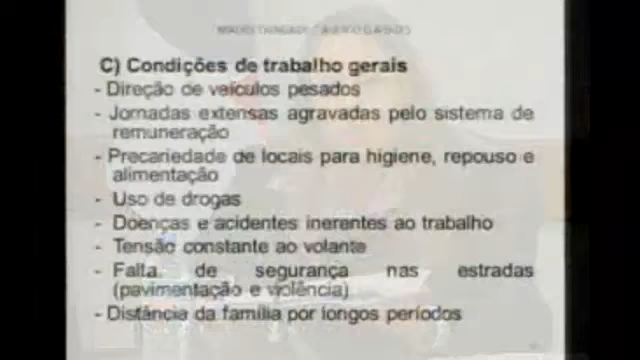 C) Condições de trabalho gerais
- Direção de veículos pesados
- Jornadas extensas agravadas pelo sistema de
remuneração
- Precariedade de locais para higiene, repouso e
alimentação
- Uso de drogas
- Doenças e acidentes inerentes ao trabalho
- Tensão constante ao volante
- Falta de segurança nas estradas
(pavimentação e violência)
- Distância da família por longos períodos